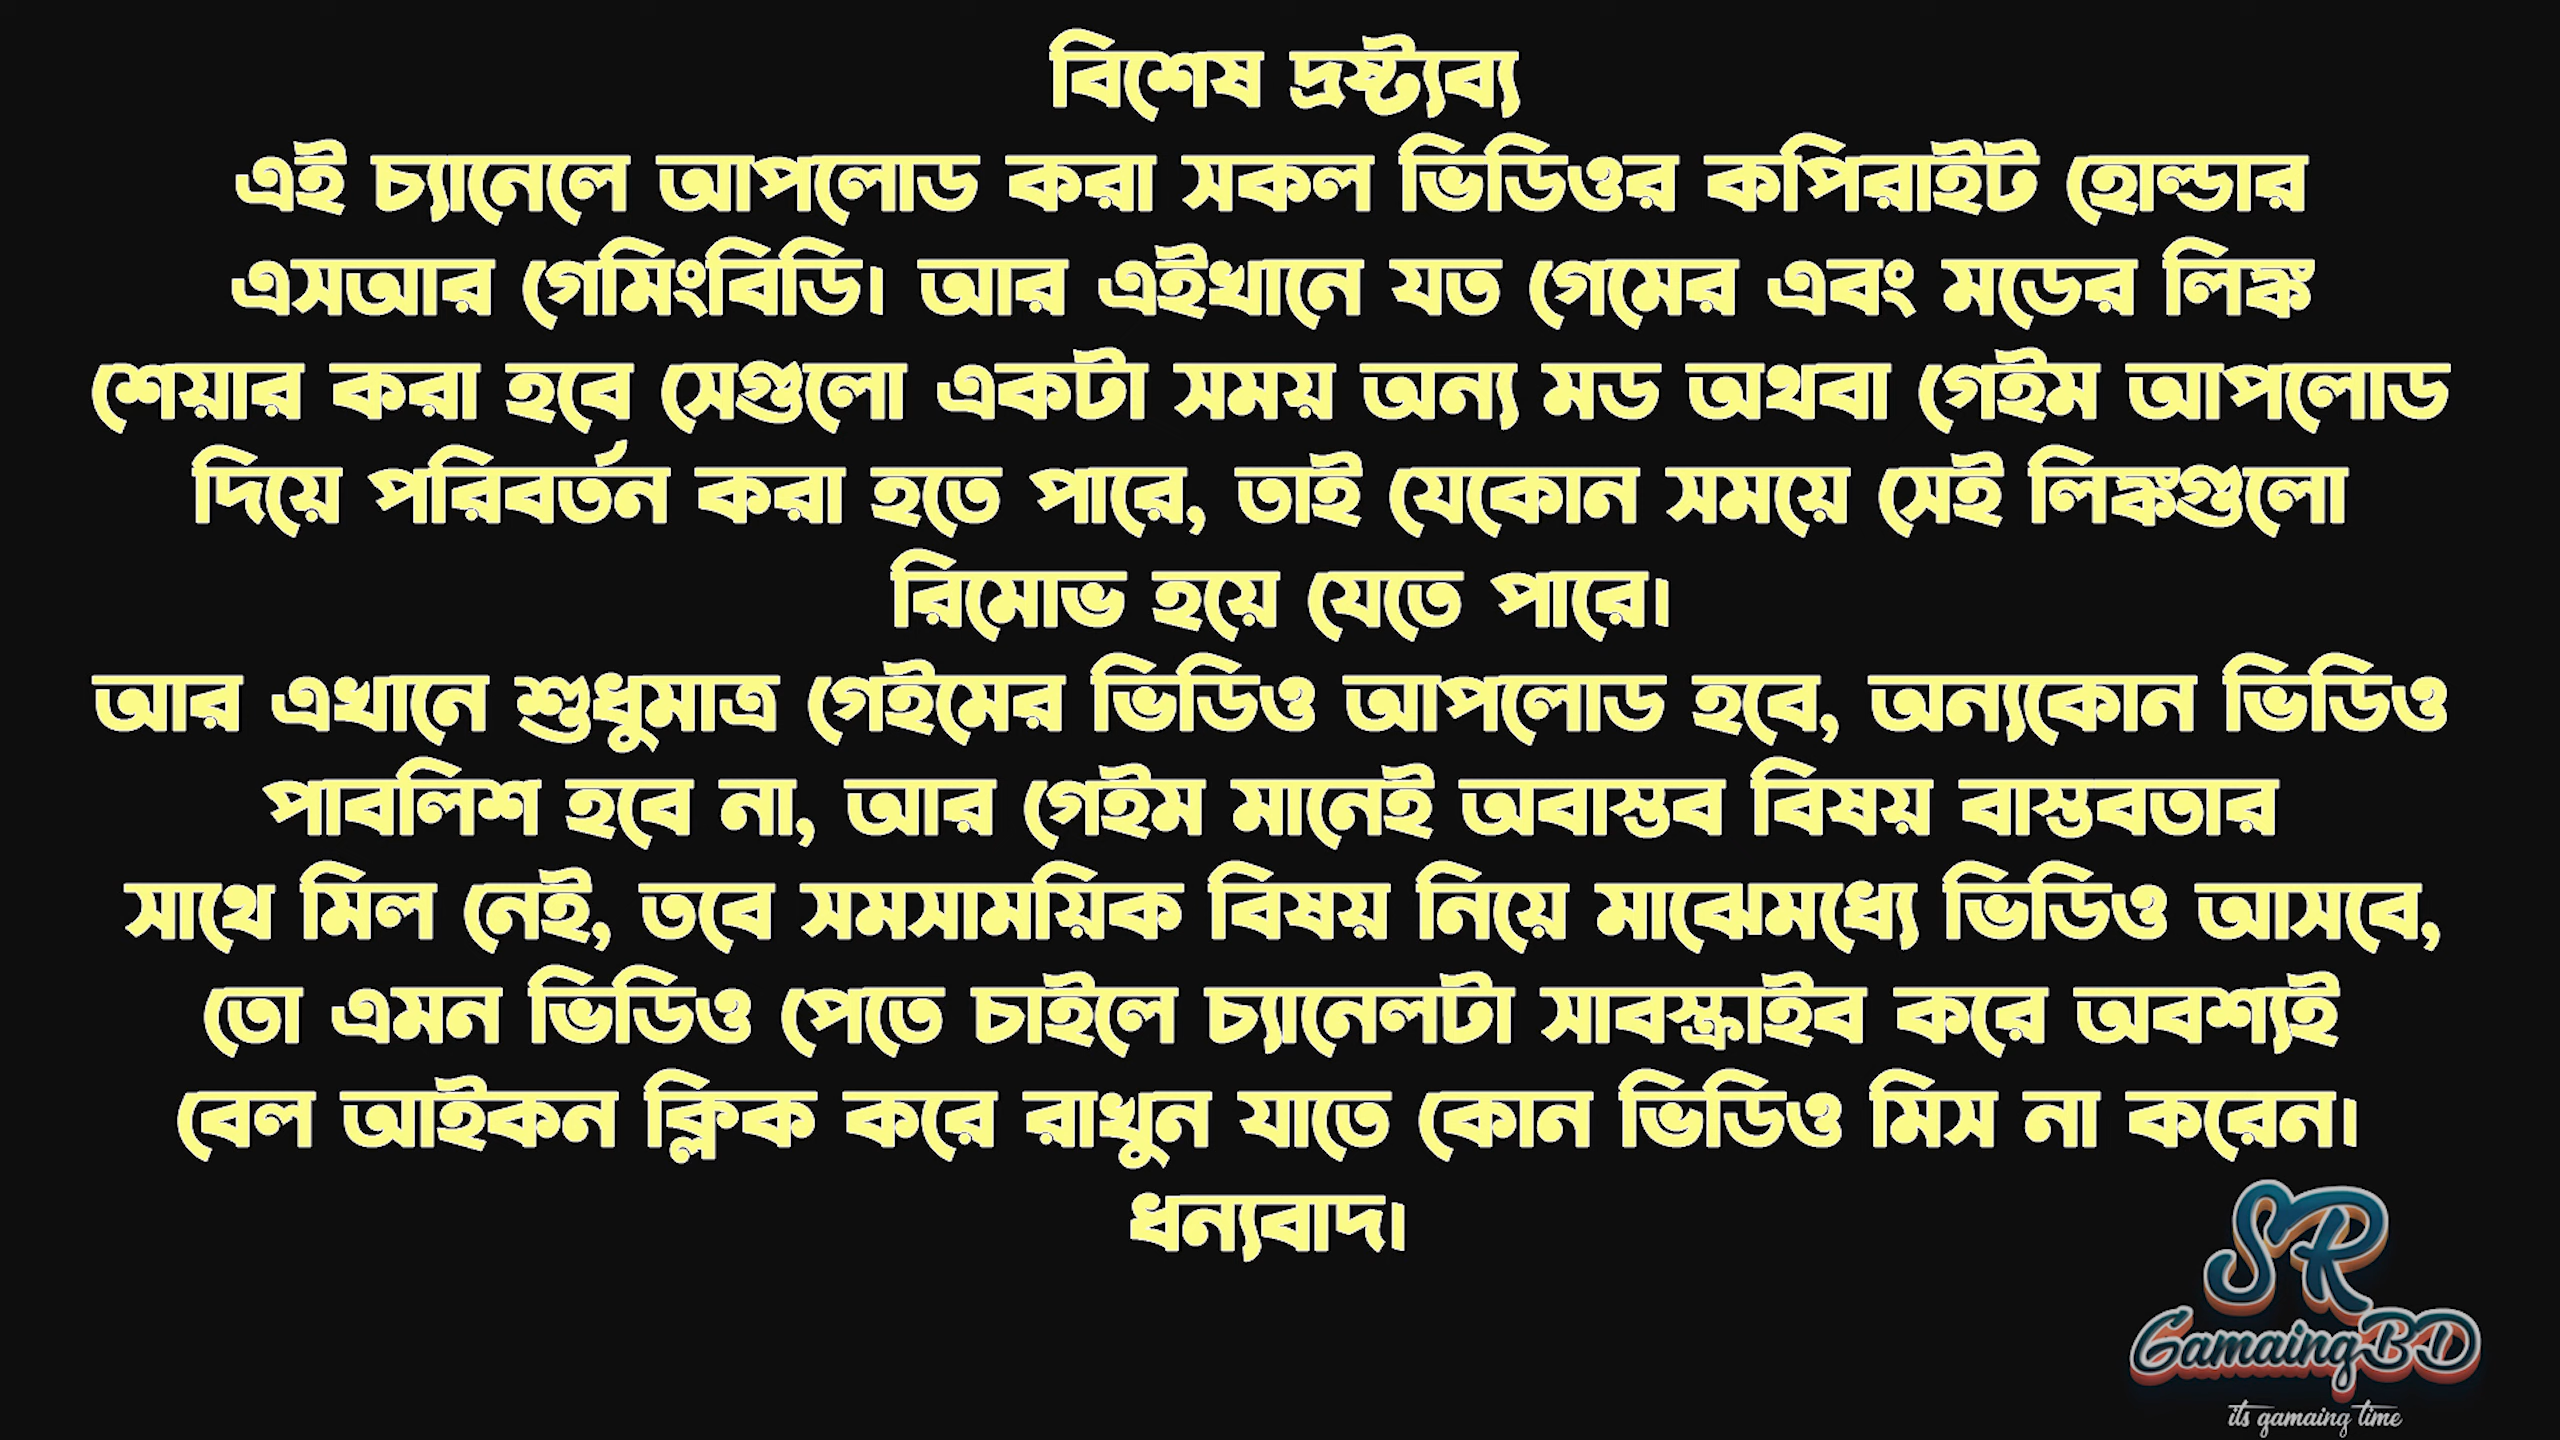 বিশেষ দ্রষ্ট্যব্য
এই চ্যানেলে আপলোড করা সকল ভিডিওর কপিরাইট হোল্ডার
এসআর গেমিংবিডি। আর এইখানে যত গেমের এবং মডের লিঙ্ক
শেয়ার করা হবে সেগুলো একটা সময় অন্য মড অথবা গেইম আপলোড
দিয়ে পরিবর্তন করা হতে পারে, তাই যেকোন সময়ে সেই লিঙ্কগুলো
রিমোভ হয়ে যেতে পারে।
আর এখানে শুধুমাত্র গেইমের ভিডিও আপলোড হবে, অন্যকোন ভিডিও
পাবলিশ হবে না, আর গেইম মানেই অবাস্তব বিষয় বাস্তবতার
সাথে মিল নেই, তবে সমসাময়িক বিষয় নিয়ে মাঝেমধ্যে ভিডিও আসবে,
তো এমন ভিডিও পেতে চাইলে চ্যানেলটা সাবস্ক্রাইব করে অবশ্যই
বেল আইকন ক্লিক করে রাখুন যাতে কোন ভিডিও মিস না করেন।
ধন্যবাদ।
SR
GamaingBD
its gamaing time